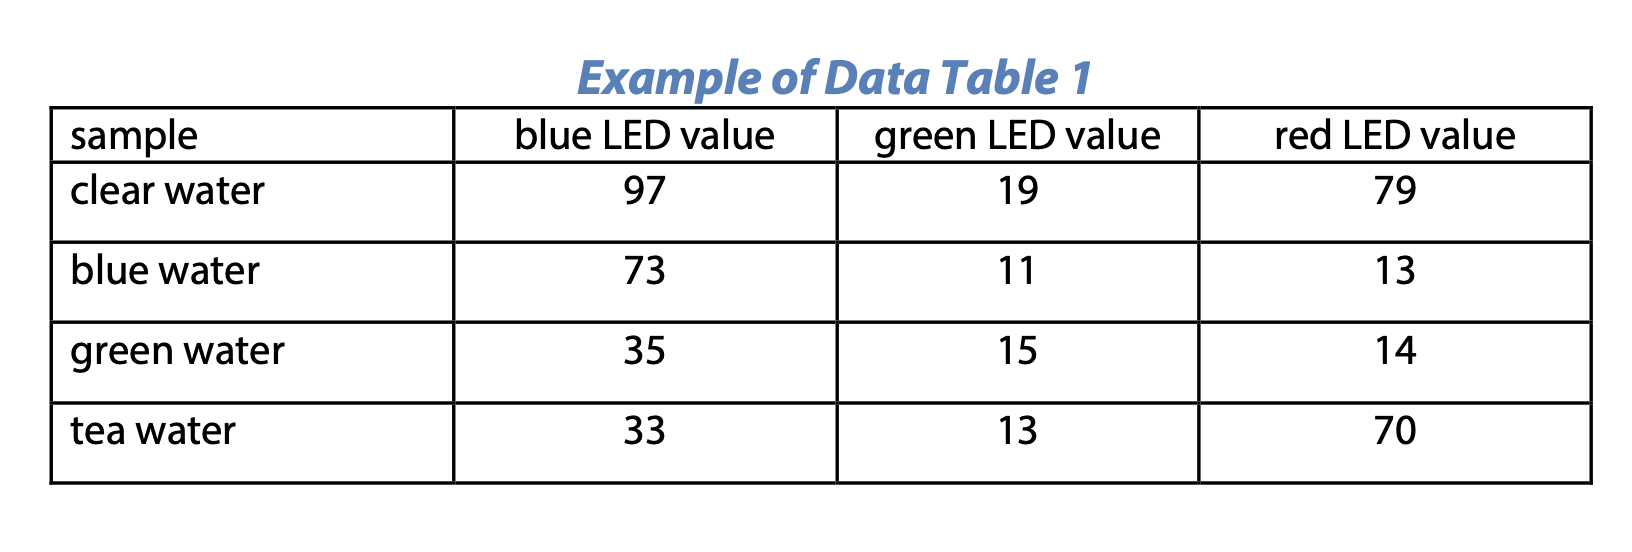 Example of Data Table 1
sample blue LED value green LED value red LED value
clear water 97 19 79
blue water 73 11 13
green water 35 15 14
tea water 33 13 70